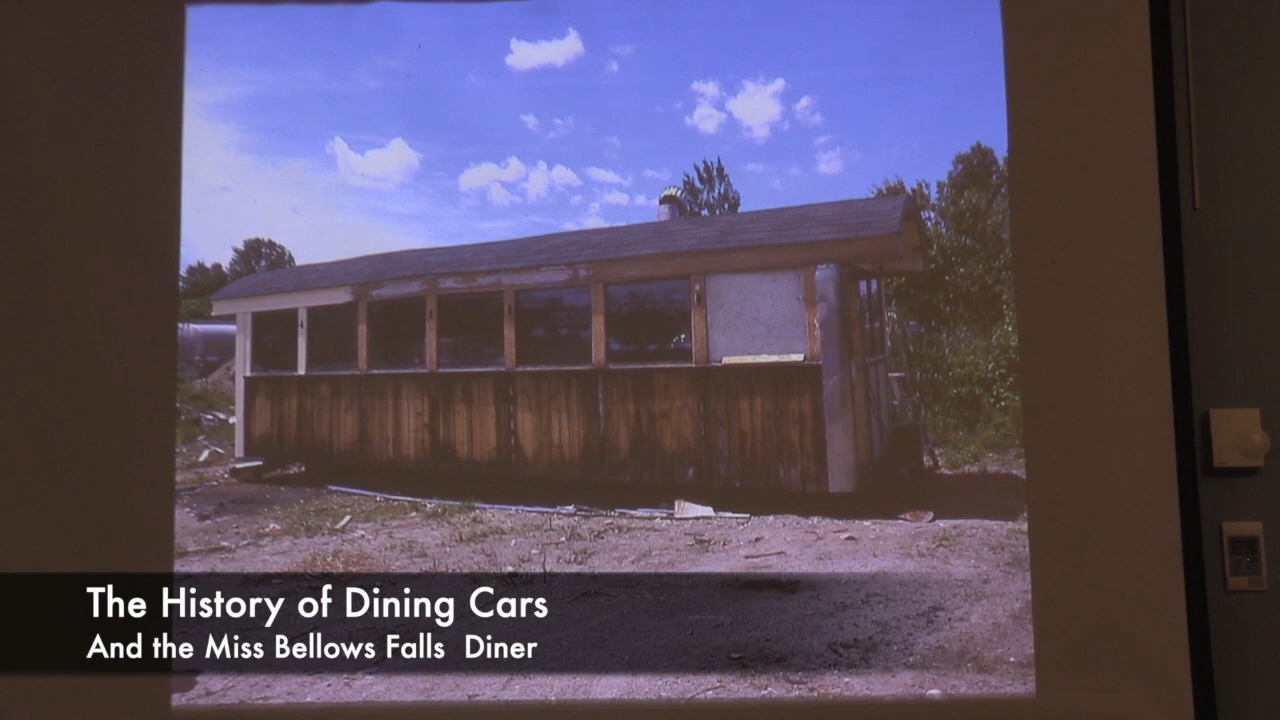 The History of Dining Cars
And the Miss Bellows Falls  Diner